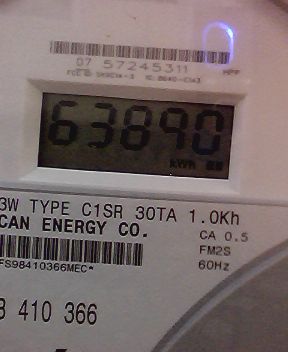 07 57245311
63890
kWh
3W TYPE C1SR 30TA 1.0Kh
CAN ENERGY CO.
CA 0.5
FM2S
60Hz
FS98410366MEC*
8 410 366